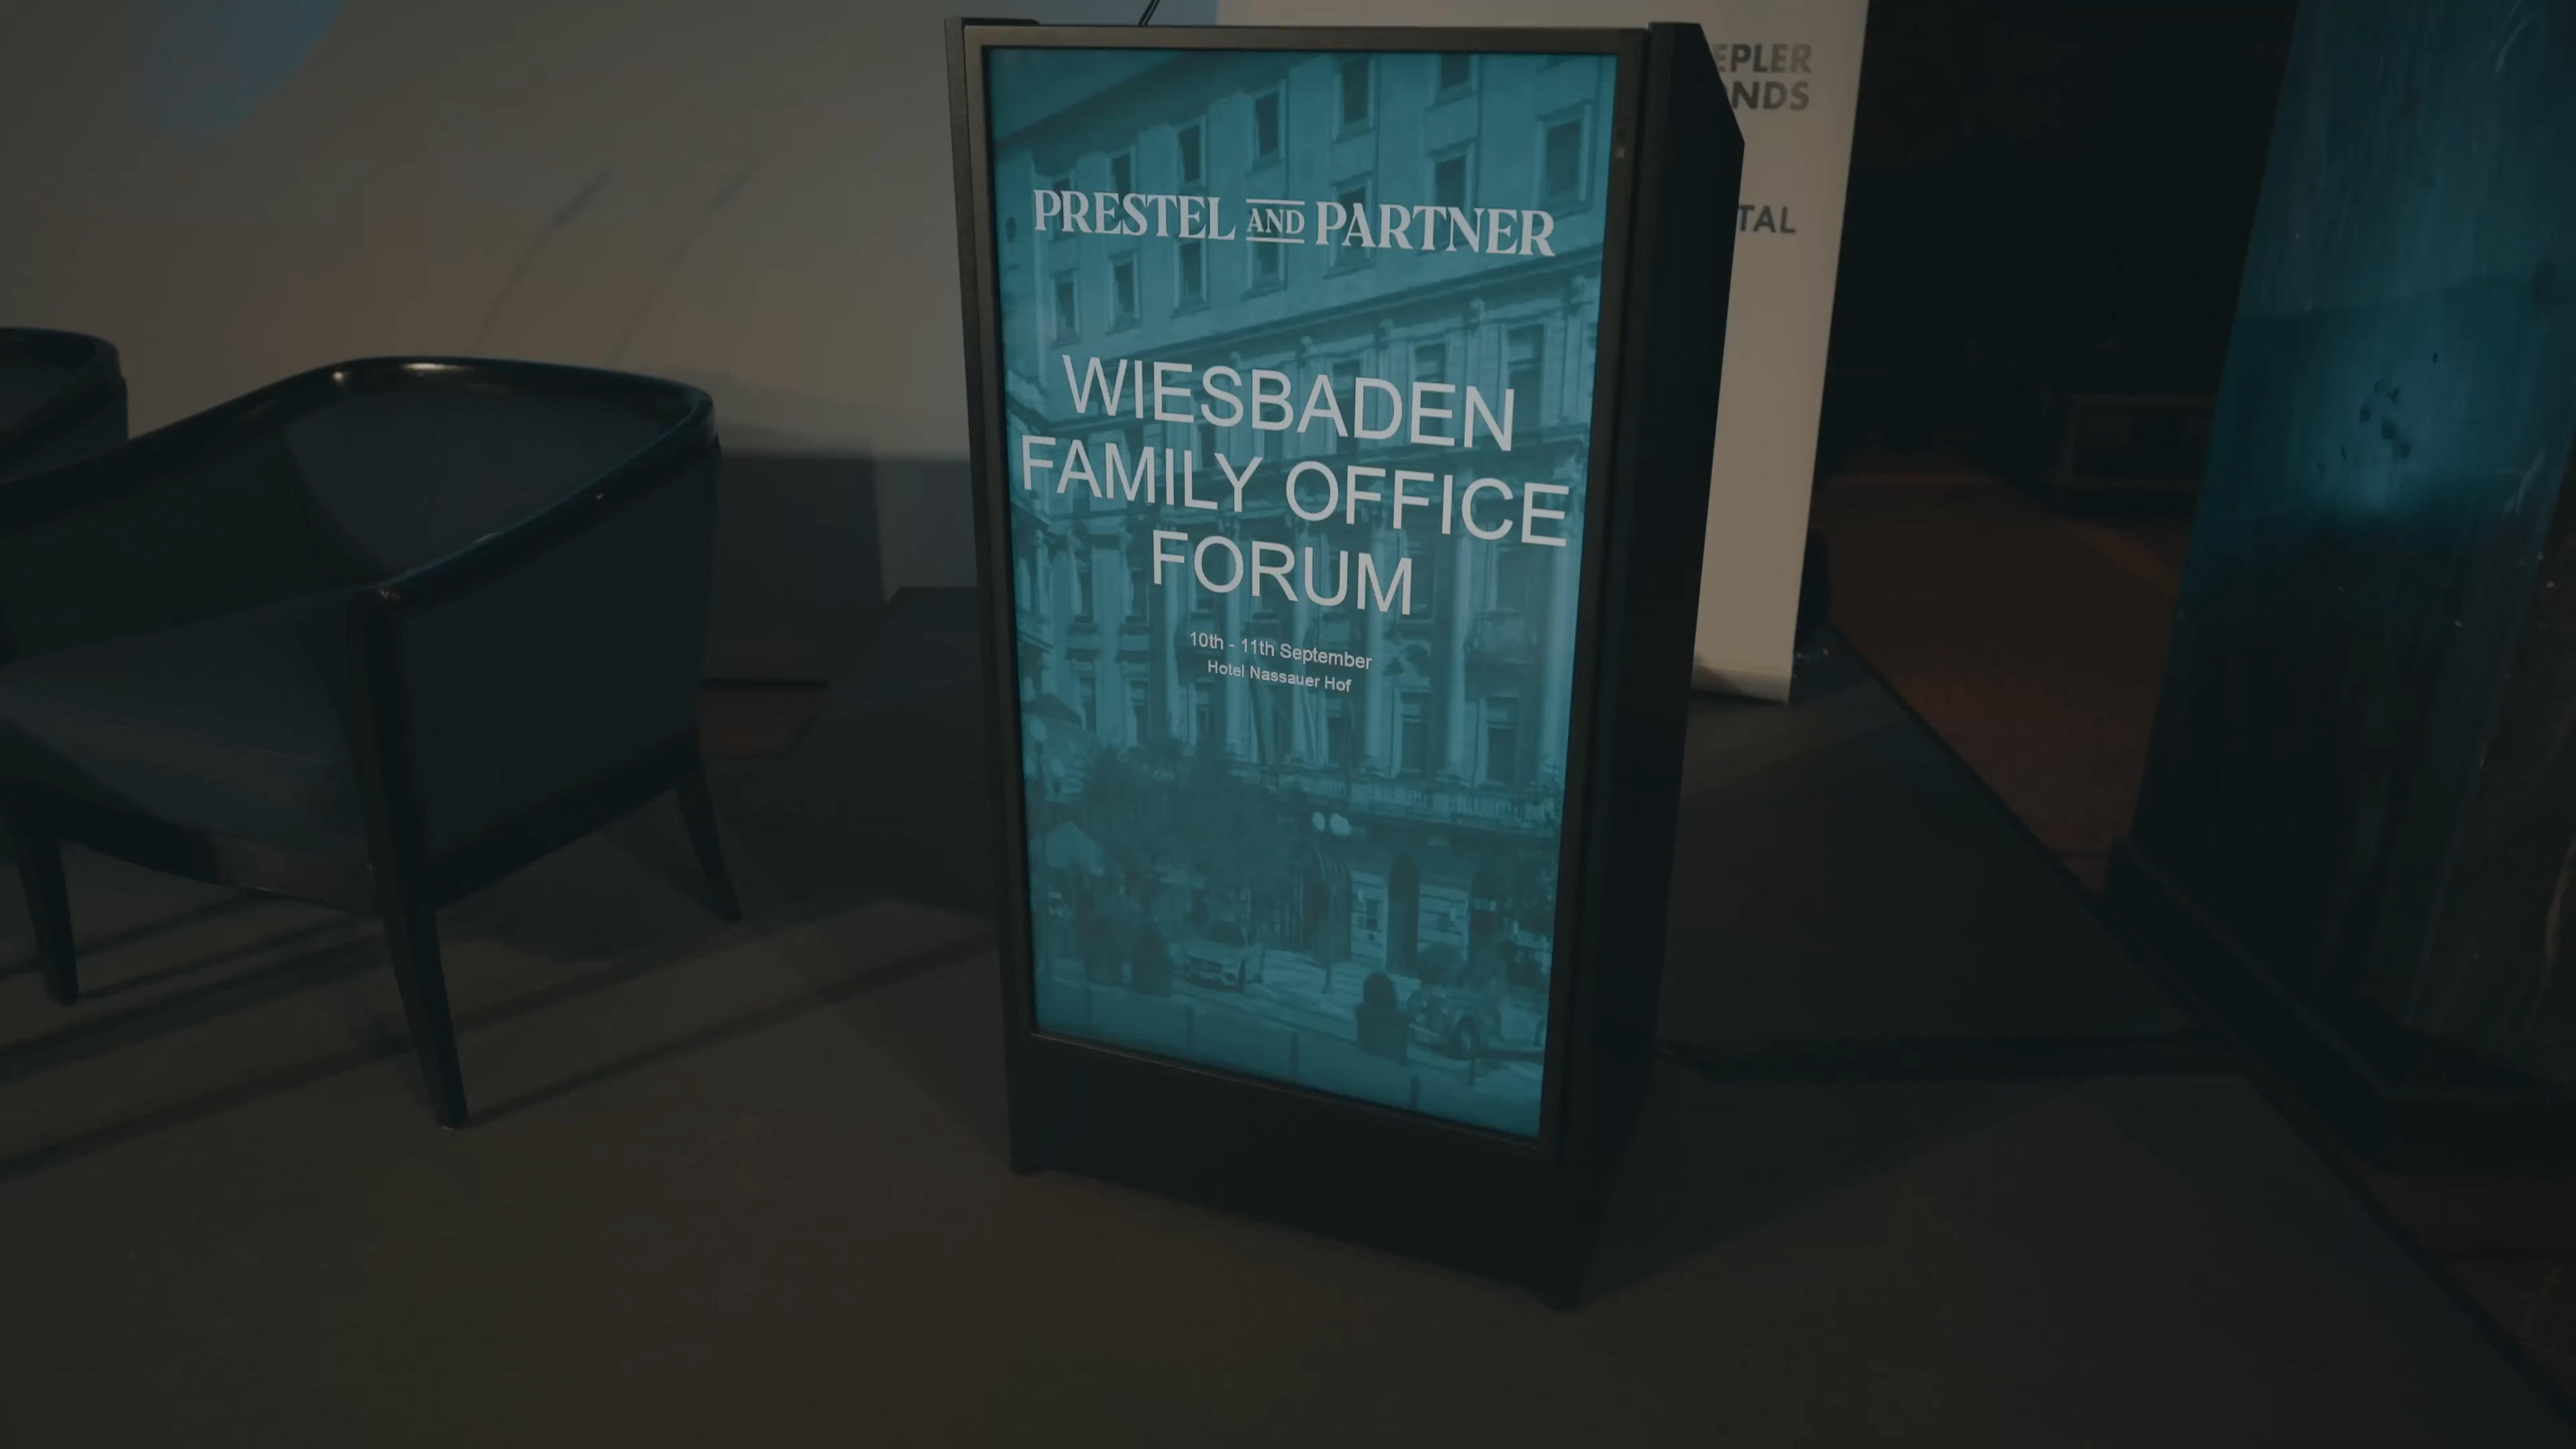 PRESTEL AND PARTNER
WIESBADEN
FAMILY OFFICE
FORUM
10th - 11th September
Hotel Nassauer Hof